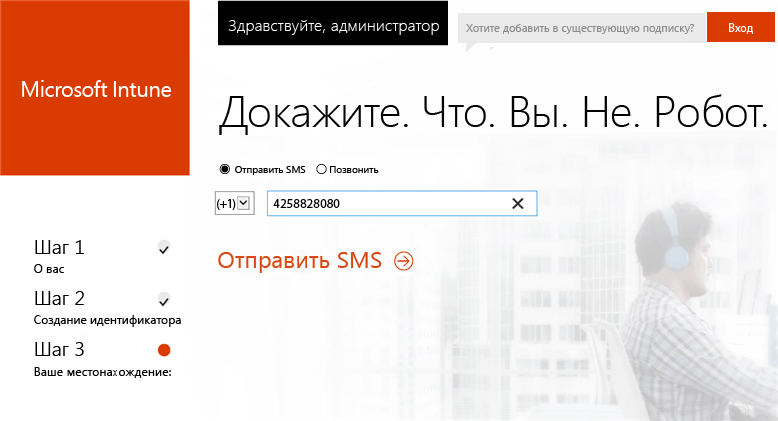 Здравствуйте, администратор
Хотите добавить в существующую подписку?
Вход
Microsoft Intune
Докажите. Что. Вы. Не. Робот.
Отправить SMS
Позвонить
(+1)
4258828080
Отправить SMS
Шаг 1
О вас
Шаг 2
Создание идентификатора
Шаг 3
Ваше местонахождение: